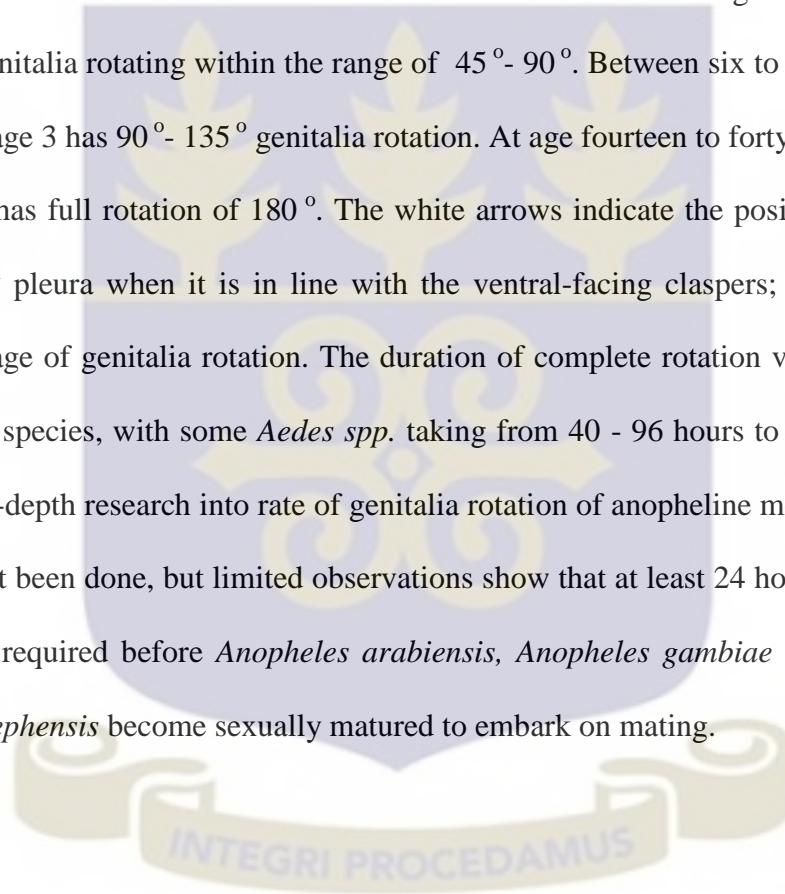 nitalia rotating within the range of 45 º- 90 º. Between six to
age 3 has 90 º- 135 º genitalia rotation. At age fourteen to forty
has full rotation of 180 º. The white arrows indicate the posi
pleura when it is in line with the ventral-facing claspers;
age of genitalia rotation. The duration of complete rotation v
species, with some Aedes spp. taking from 40 - 96 hours to
-depth research into rate of genitalia rotation of anopheline m
t been done, but limited observations show that at least 24 ho
required before Anopheles arabiensis, Anopheles gambiae
ephensis become sexually matured to embark on mating.
INTEGRI PROCEDAMUS